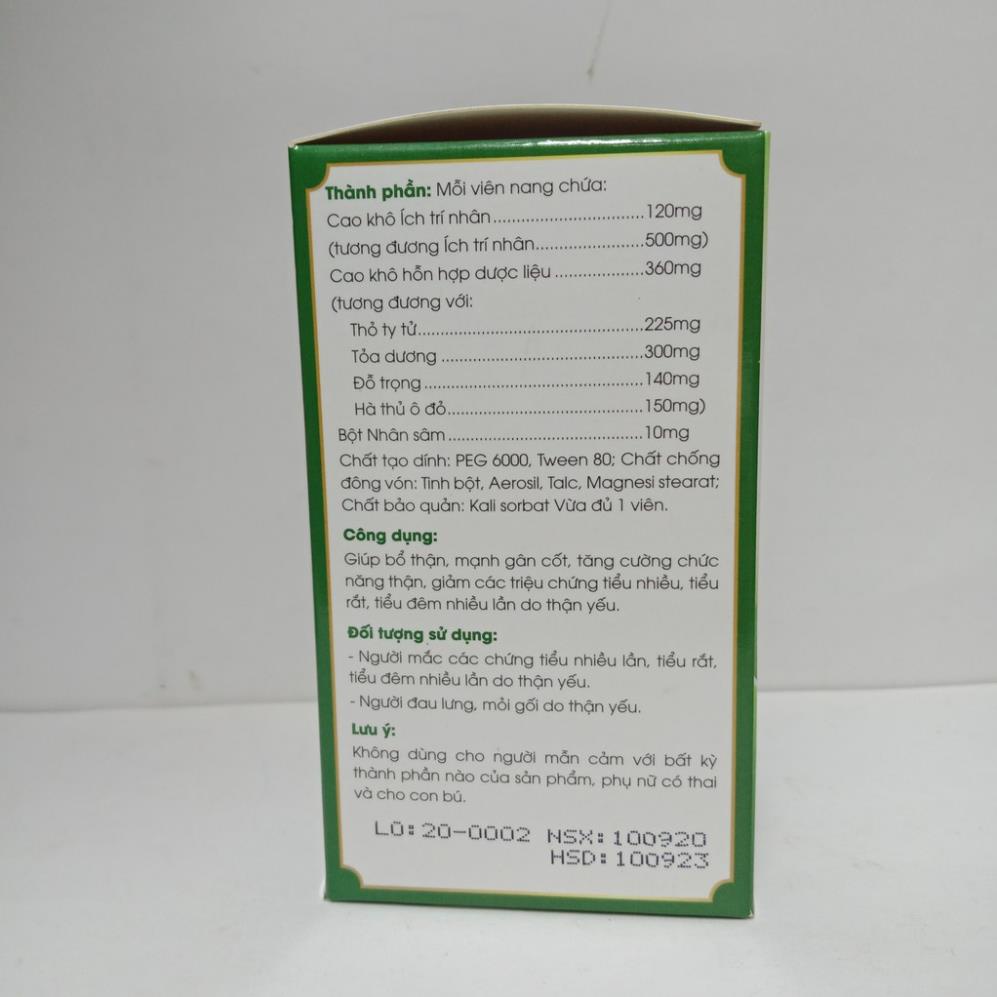 Thành phần: Mỗi viên nang chứa:
Cao khô Ích trí nhân..............................120mg
(tương đương Ích trí nhân......................500mg)
Cao khô hỗn hợp dược liệu ..................360mg
(tương đương với:
Thỏ ty tử.............................................225mg
Tỏa dương ........................................300mg
Đỗ trọng...........................................140mg
Hà thủ ô đỏ.......................................150mg)
Bột Nhân sâm......................................10mg
Chất tạo dính: PEG 6000, Tween 80; Chất chống
đông vón: Tinh bột, Aerosil, Talc, Magnesi stearat;
Chất bảo quản: Kali sorbat Vừa đủ 1 viên.
Công dụng:
Giúp bổ thận, mạnh gân cốt, tăng cường chức
năng thận, giảm các triệu chứng tiểu nhiều, tiểu
rắt, tiểu đêm nhiều lần do thận yếu.
Đối tượng sử dụng:
- Người mắc các chứng tiểu nhiều lần, tiểu rắt,
tiểu đêm nhiều lần do thận yếu.
- Người đau lưng, mỏi gối do thận yếu.
Lưu ý:
Không dùng cho người mẫn cảm với bất kỳ
thành phần nào của sản phẩm, phụ nữ có thai
và cho con bú.
LÔ: 20-0002 NSX: 100920
HSD: 100923